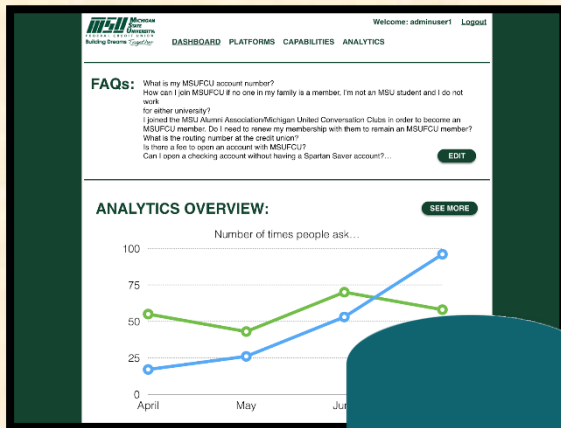 MSU MICHIGAN
STATE
UNIVERSITY
FEDERAL CREDIT UNION
Building Dreams Together
Welcome: adminuser1 Logout
DASHBOARD PLATFORMS CAPABILITIES ANALYTICS
FAQs:
What is my MSUFCU account number?
How can I join MSUFCU if no one in my family is a member, I'm not an MSU student and I do not
work
for either university?
I joined the MSU Alumni Association/Michigan United Conversation Clubs in order to become an
MSUFCU member. Do I need to renew my membership with them to remain an MSUFCU member?
What is the routing number at the credit union?
Is there a fee to open an account with MSUFCU?
Can I open a checking account without having a Spartan Saver account?...
EDIT
ANALYTICS OVERVIEW:
SEE MORE
Number of times people ask...
100
75
50
25
0
April May